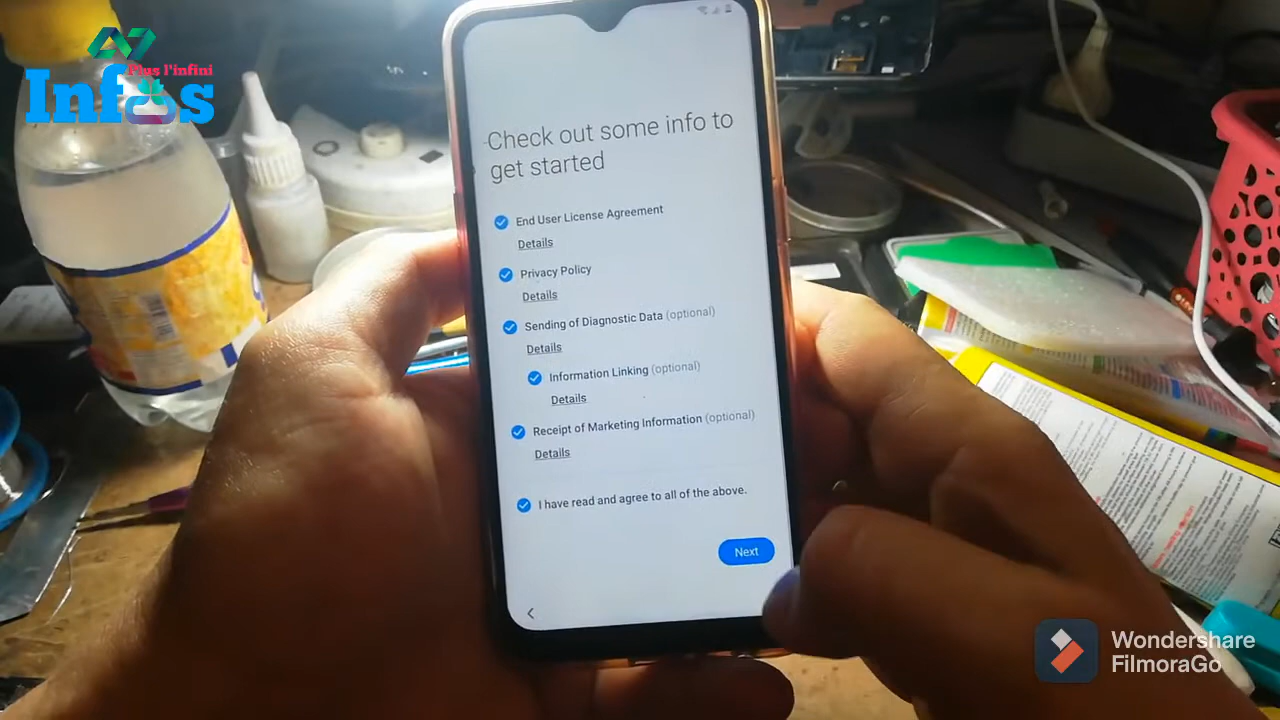 Plus l'infini
Infos
Check out some info to
get started
End User License Agreement
Details
Privacy Policy
Details
Sending of Diagnostic Data (optional)
Details
Information Linking (optional)
Details
Receipt of Marketing Information (optional)
Details
I have read and agree to all of the above.
Next
Wondershare
FilmoraGo